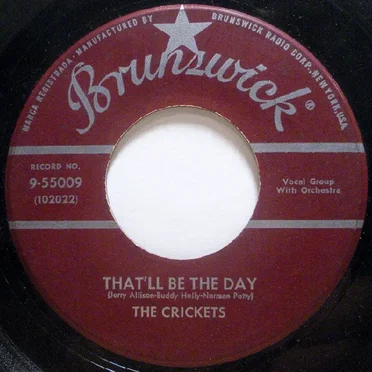 MARCA REGISTRADA · MANUFACTURED BY BRUNSWICK RADIO CORP., NEW YORK, USA.
Brunswick ®
RECORD NO.
9-55009
(102022)
Vocal Group
With Orchestra
THAT'LL BE THE DAY
(Jerry Allison-Buddy Holly-Norman Petty)
THE CRICKETS